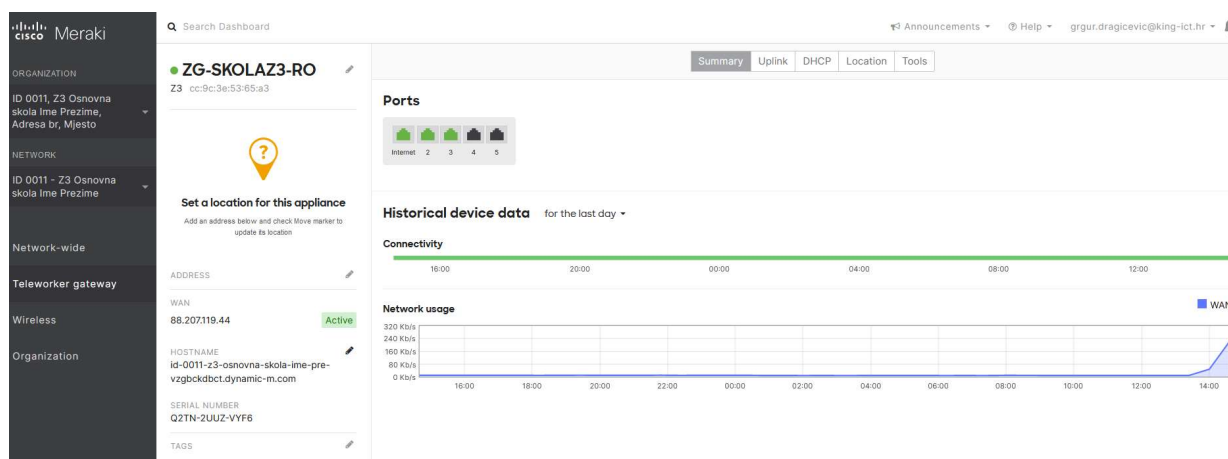 cisco Meraki
Search Dashboard
Announcements
Help
grgur.dragicevic@king-ict.hr
ORGANIZATION
ID 0011, Z3 Osnovna
skola Ime Prezime,
Adresa br, Mjesto
NETWORK
ID 0011 - Z3 Osnovna
skola Ime Prezime
Network-wide
Teleworker gateway
Wireless
Organization
ZG-SKOLAZ3-RO
Z3 cc:9c:3e:53:65:a3
?
Set a location for this appliance
Add an address below and check Move marker to
update its location
ADDRESS
WAN
88.207.119.44 Active
HOSTNAME
id-0011-z3-osnovna-skola-ime-pre-
vzgbckdbct.dynamic-m.com
SERIAL NUMBER
Q2TN-2UUZ-VYF6
TAGS
Summary Uplink DHCP Location Tools
Ports
Internet 2 3 4 5
Historical device data for the last day
Connectivity
16:00 20:00 00:00 04:00 08:00 12:00
Network usage
WAN
320 Kb/s
240 Kb/s
160 Kb/s
80 Kb/s
0 Kb/s
16:00 18:00 20:00 22:00 00:00 02:00 04:00 06:00 08:00 10:00 12:00 14:00